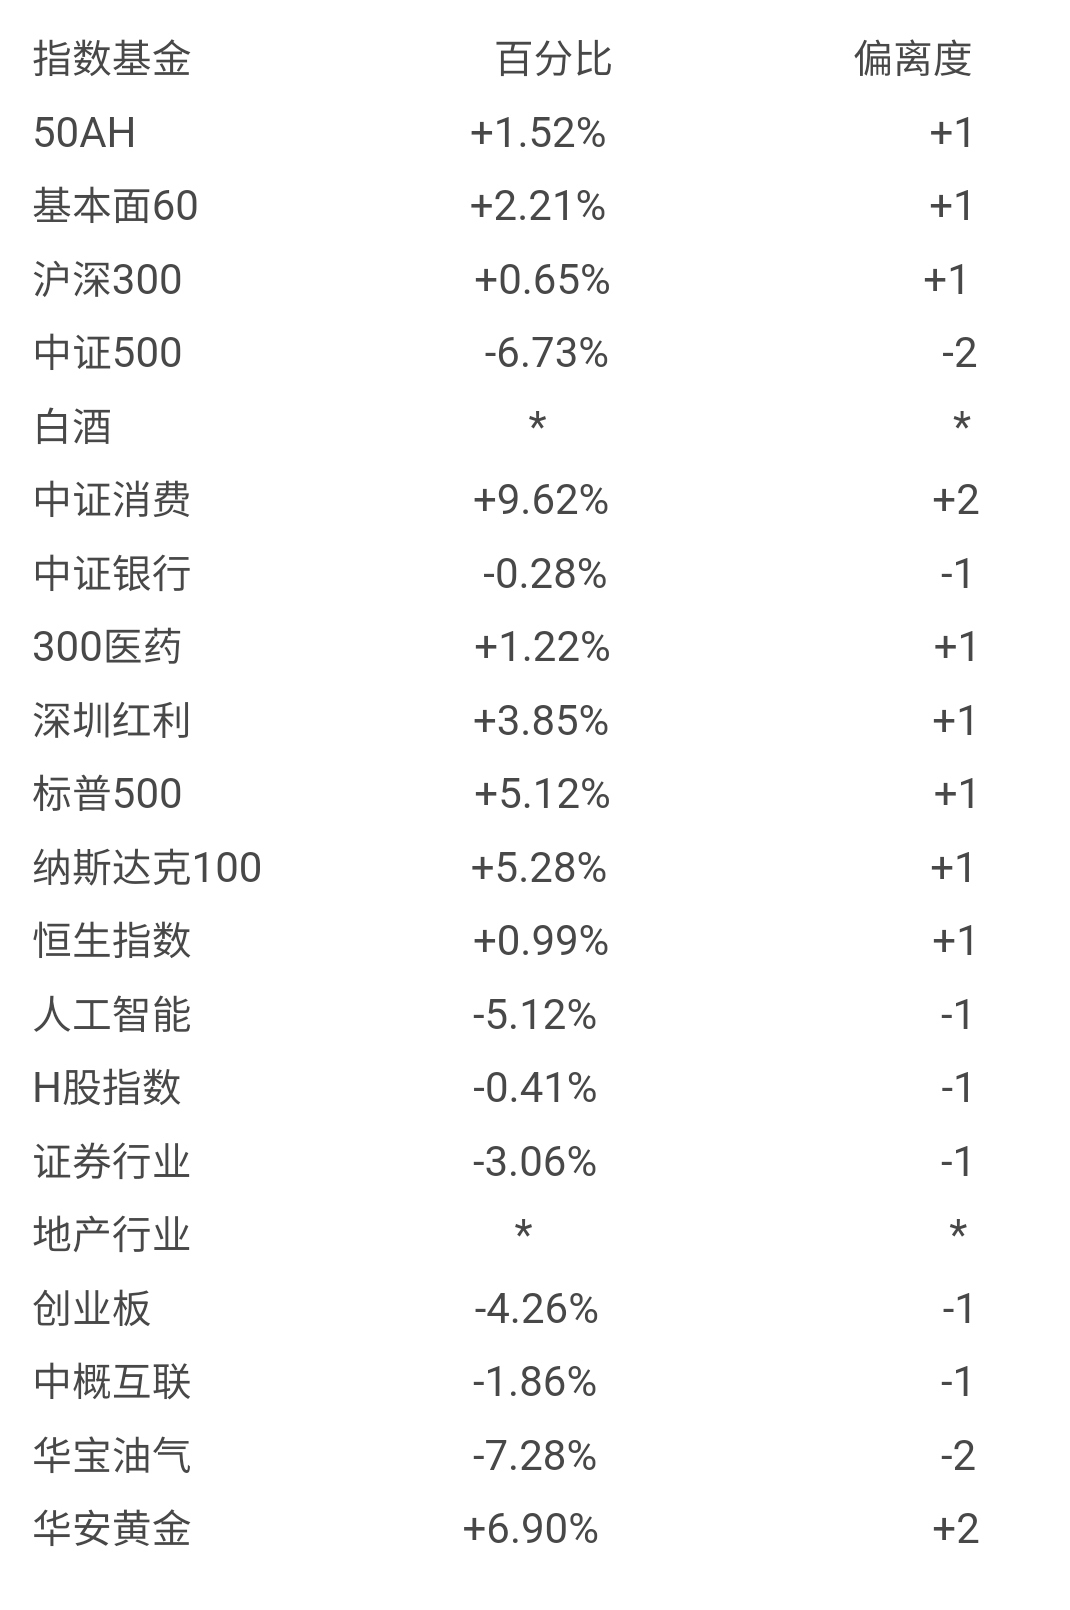 指数基金 百分比 偏离度
50AH +1.52% +1
基本面60 +2.21% +1
沪深300 +0.65% +1
中证500 -6.73% -2
白酒 * *
中证消费 +9.62% +2
中证银行 -0.28% -1
300医药 +1.22% +1
深圳红利 +3.85% +1
标普500 +5.12% +1
纳斯达克100 +5.28% +1
恒生指数 +0.99% +1
人工智能 -5.12% -1
H股指数 -0.41% -1
证券行业 -3.06% -1
地产行业 * *
创业板 -4.26% -1
中概互联 -1.86% -1
华宝油气 -7.28% -2
华安黄金 +6.90% +2